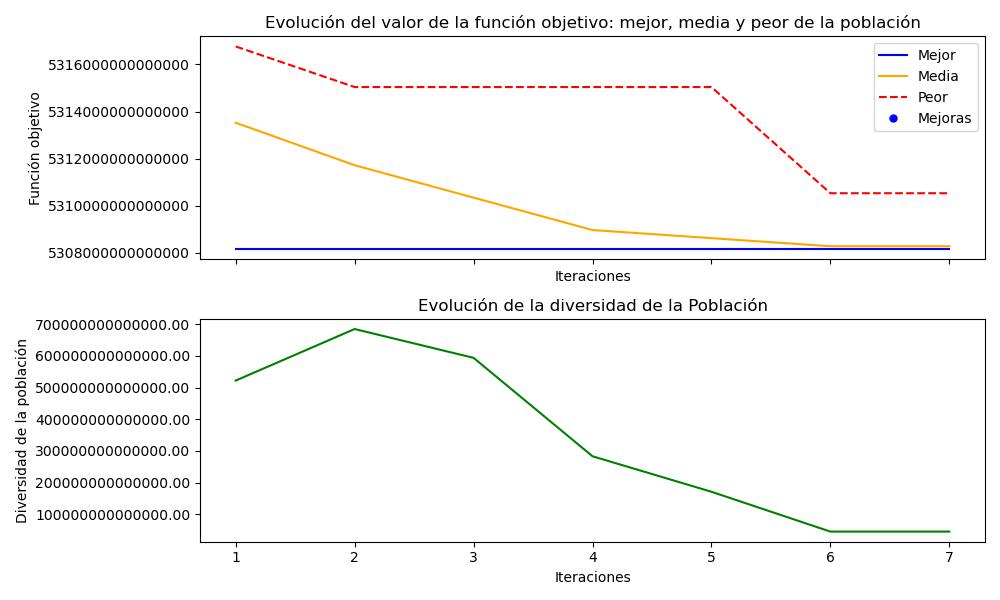 Evolución del valor de la función objetivo: mejor, media y peor de la población
Función objetivo
5316000000000000
5314000000000000
5312000000000000
5310000000000000
5308000000000000
Mejor
Media
Peor
Mejoras
Iteraciones
Evolución de la diversidad de la Población
Diversidad de la población
700000000000000.00
600000000000000.00
500000000000000.00
400000000000000.00
300000000000000.00
200000000000000.00
100000000000000.00
1 2 3 4 5 6 7
Iteraciones